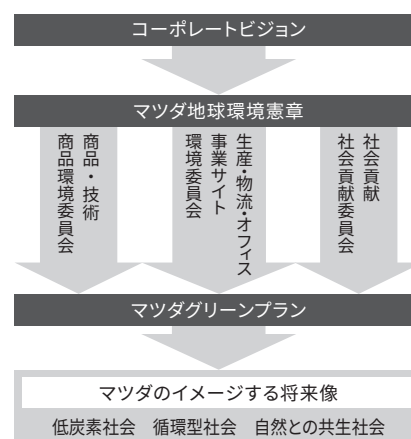 コーポレートビジョン
マツダ地球環境憲章
商品・技術
商品環境委員会
生産・物流・オフィス
事業サイト
環境委員会
社会貢献
社会貢献委員会
マツダグリーンプラン
マツダのイメージする将来像
低炭素社会 循環型社会 自然との共生社会